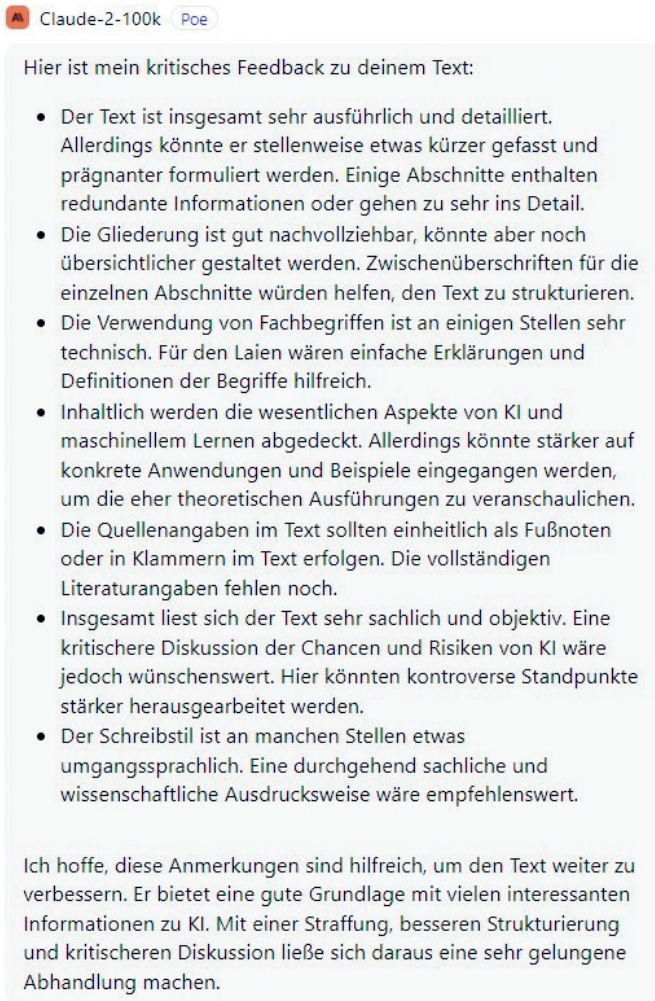 Claude-2-100k Poe
Hier ist mein kritisches Feedback zu deinem Text:
• Der Text ist insgesamt sehr ausführlich und detailliert.
Allerdings könnte er stellenweise etwas kürzer gefasst und
prägnanter formuliert werden. Einige Abschnitte enthalten
redundante Informationen oder gehen zu sehr ins Detail.
• Die Gliederung ist gut nachvollziehbar, könnte aber noch
übersichtlicher gestaltet werden. Zwischenüberschriften für die
einzelnen Abschnitte würden helfen, den Text zu strukturieren.
• Die Verwendung von Fachbegriffen ist an einigen Stellen sehr
technisch. Für den Laien wären einfache Erklärungen und
Definitionen der Begriffe hilfreich.
• Inhaltlich werden die wesentlichen Aspekte von KI und
maschinellem Lernen abgedeckt. Allerdings könnte stärker auf
konkrete Anwendungen und Beispiele eingegangen werden,
um die eher theoretischen Ausführungen zu veranschaulichen.
• Die Quellenangaben im Text sollten einheitlich als Fußnoten
oder in Klammern im Text erfolgen. Die vollständigen
Literaturangaben fehlen noch.
• Insgesamt liest sich der Text sehr sachlich und objektiv. Eine
kritischere Diskussion der Chancen und Risiken von KI wäre
jedoch wünschenswert. Hier könnten kontroverse Standpunkte
stärker herausgearbeitet werden.
• Der Schreibstil ist an manchen Stellen etwas
umgangssprachlich. Eine durchgehend sachliche und
wissenschaftliche Ausdrucksweise wäre empfehlenswert.
Ich hoffe, diese Anmerkungen sind hilfreich, um den Text weiter zu
verbessern. Er bietet eine gute Grundlage mit vielen interessanten
Informationen zu KI. Mit einer Straffung, besseren Strukturierung
und kritischeren Diskussion ließe sich daraus eine sehr gelungene
Abhandlung machen.